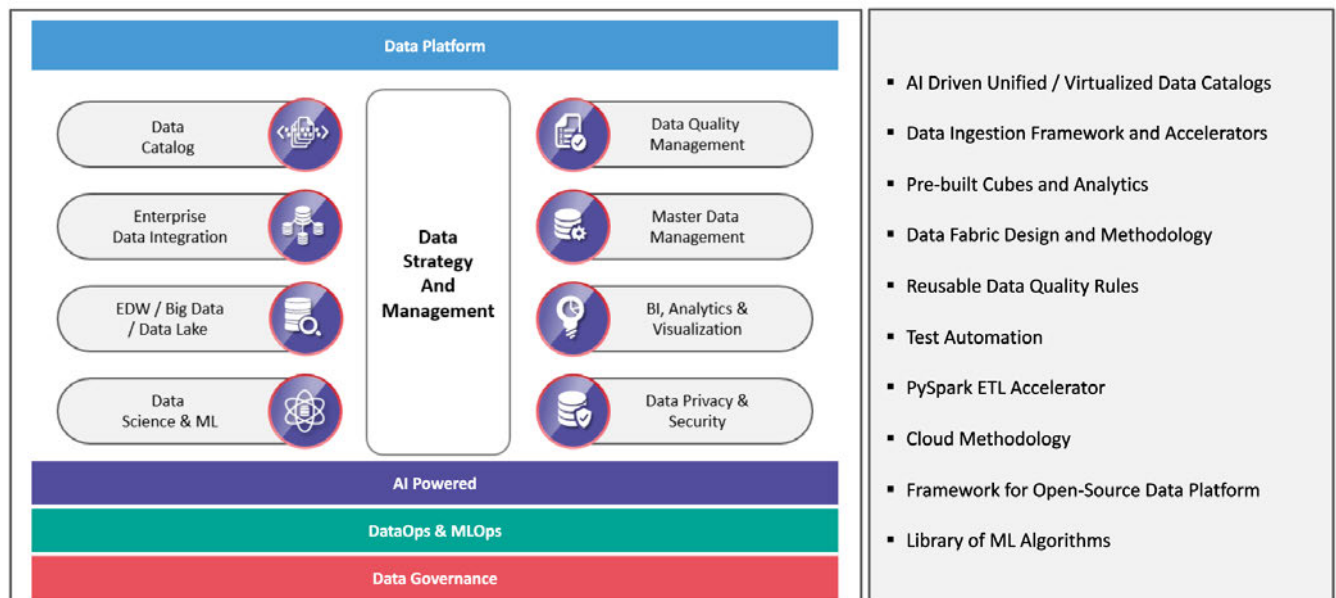 Data Platform
Data
Catalog
Enterprise
Data Integration
EDW / Big Data
/ Data Lake
Data
Science & ML
Data
Strategy
And
Management
Data Quality
Management
Master Data
Management
BI, Analytics &
Visualization
Data Privacy &
Security
AI Powered
DataOps & MLOps
Data Governance
▪ AI Driven Unified / Virtualized Data Catalogs
▪ Data Ingestion Framework and Accelerators
▪ Pre-built Cubes and Analytics
▪ Data Fabric Design and Methodology
▪ Reusable Data Quality Rules
▪ Test Automation
▪ PySpark ETL Accelerator
▪ Cloud Methodology
▪ Framework for Open-Source Data Platform
▪ Library of ML Algorithms